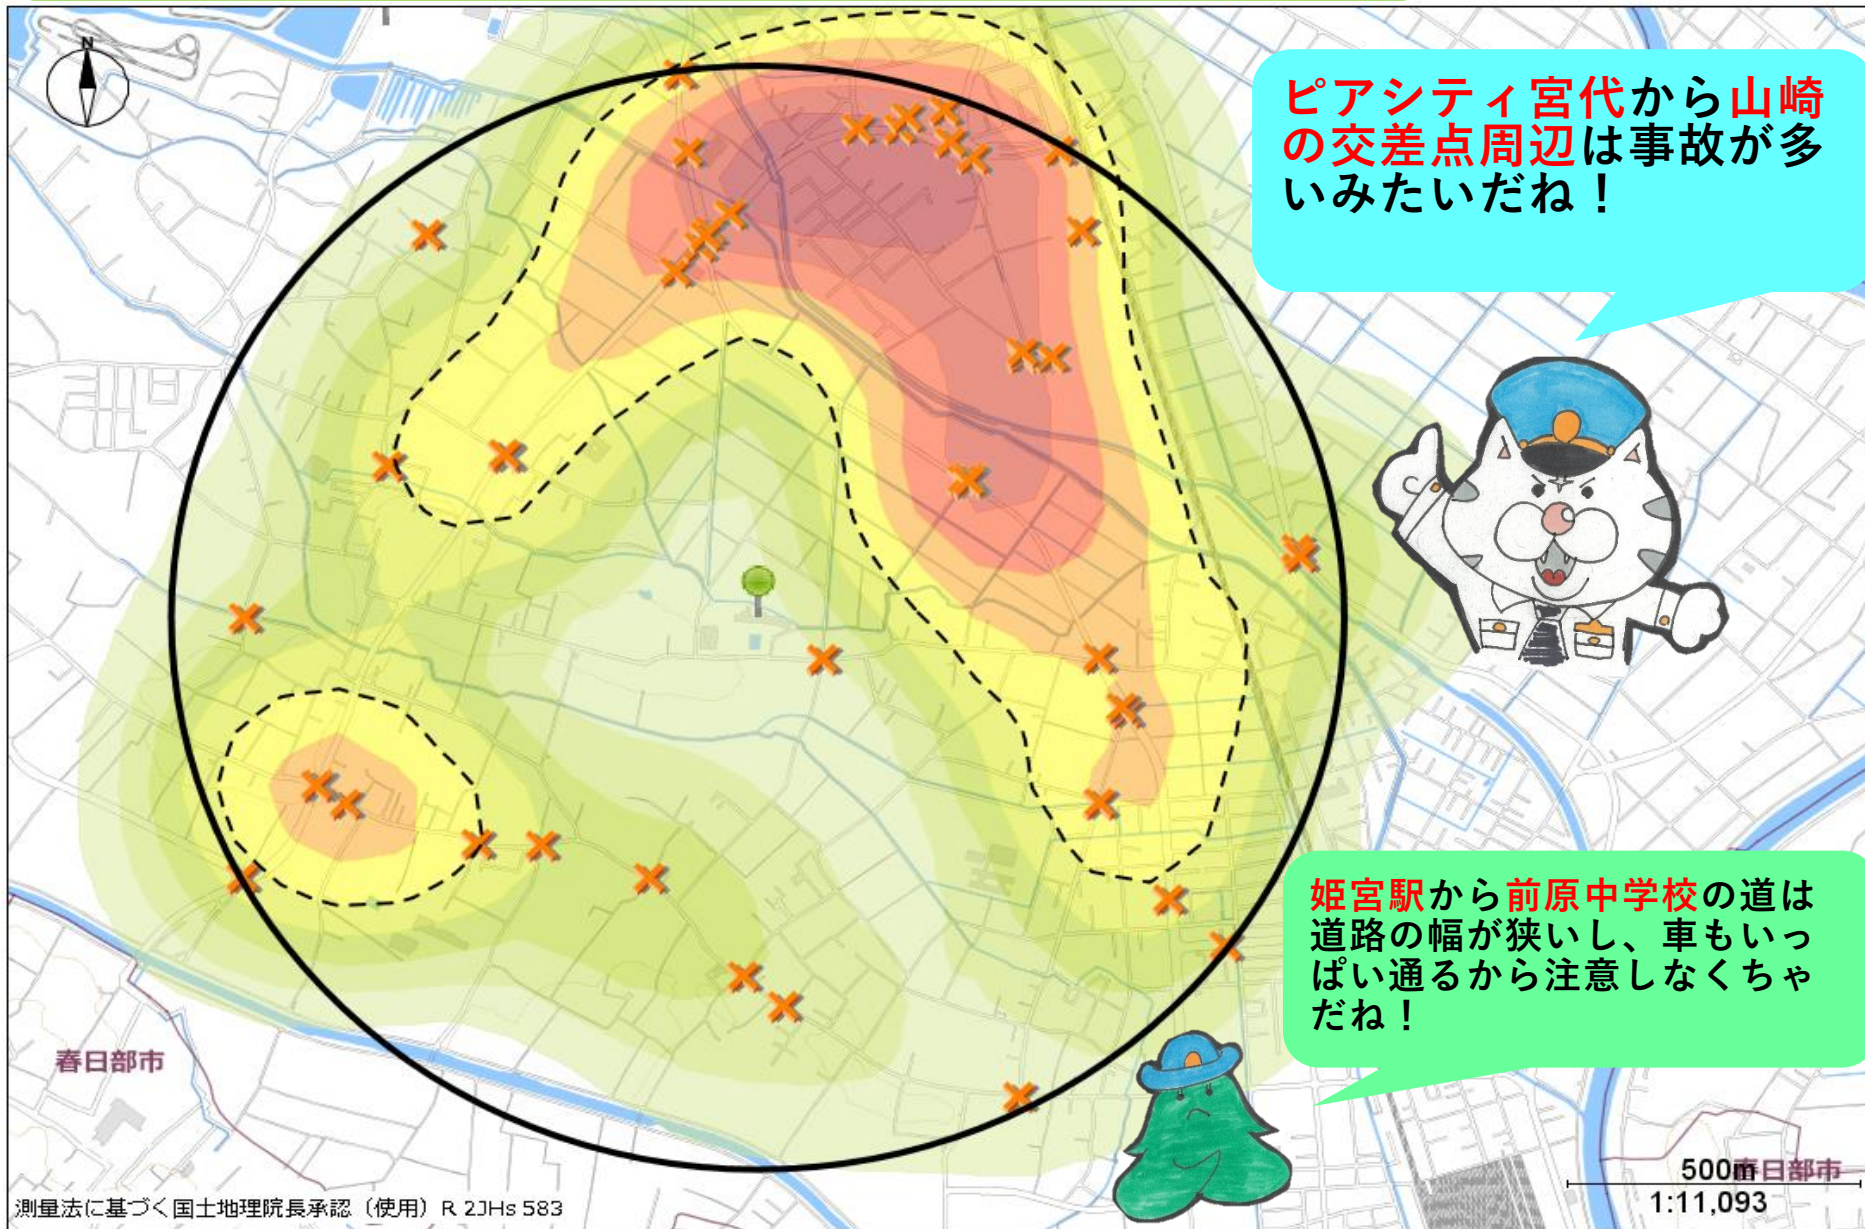 N
ピアシティ宮代から山崎
の交差点周辺は事故が多
いみたいだね！
姫宮駅から前原中学校の道は
道路の幅が狭いし、車もいっ
ぱい通るから注意しなくちゃ
だね！
春日部市
500m
春日部市
1:11,093
測量法に基づく国土地理院長承認（使用）R 2JHs 583